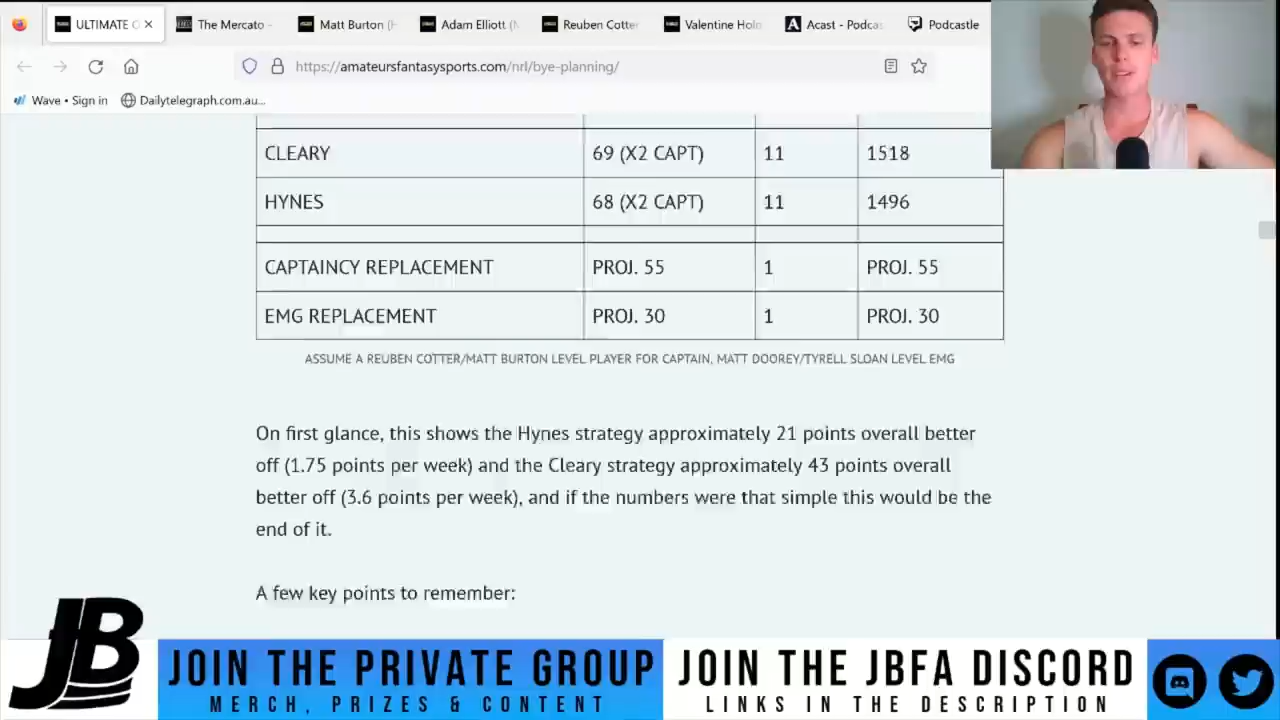 ULTIMATE
The Mercato
Matt Burton (
Adam Elliott (
Reuben Cotter
Valentine Hol
Acast - Podca
Podcastle
https://amateursfantasysports.com/nrl/bye-planning/
Wave • Sign in
Dailytelegraph.com.au...
CLEARY 69 (X2 CAPT) 11 1518
HYNES 68 (X2 CAPT) 11 1496
CAPTAINCY REPLACEMENT PROJ. 55 1 PROJ. 55
EMG REPLACEMENT PROJ. 30 1 PROJ. 30
ASSUME A REUBEN COTTER/MATT BURTON LEVEL PLAYER FOR CAPTAIN, MATT DOOREY/TYRELL SLOAN LEVEL EMG
On first glance, this shows the Hynes strategy approximately 21 points overall better
off (1.75 points per week) and the Cleary strategy approximately 43 points overall
better off (3.6 points per week), and if the numbers were that simple this would be the
end of it.
A few key points to remember:
JB
JOIN THE PRIVATE GROUP
MERCH, PRIZES & CONTENT
JOIN THE JBFA DISCORD
LINKS IN THE DESCRIPTION